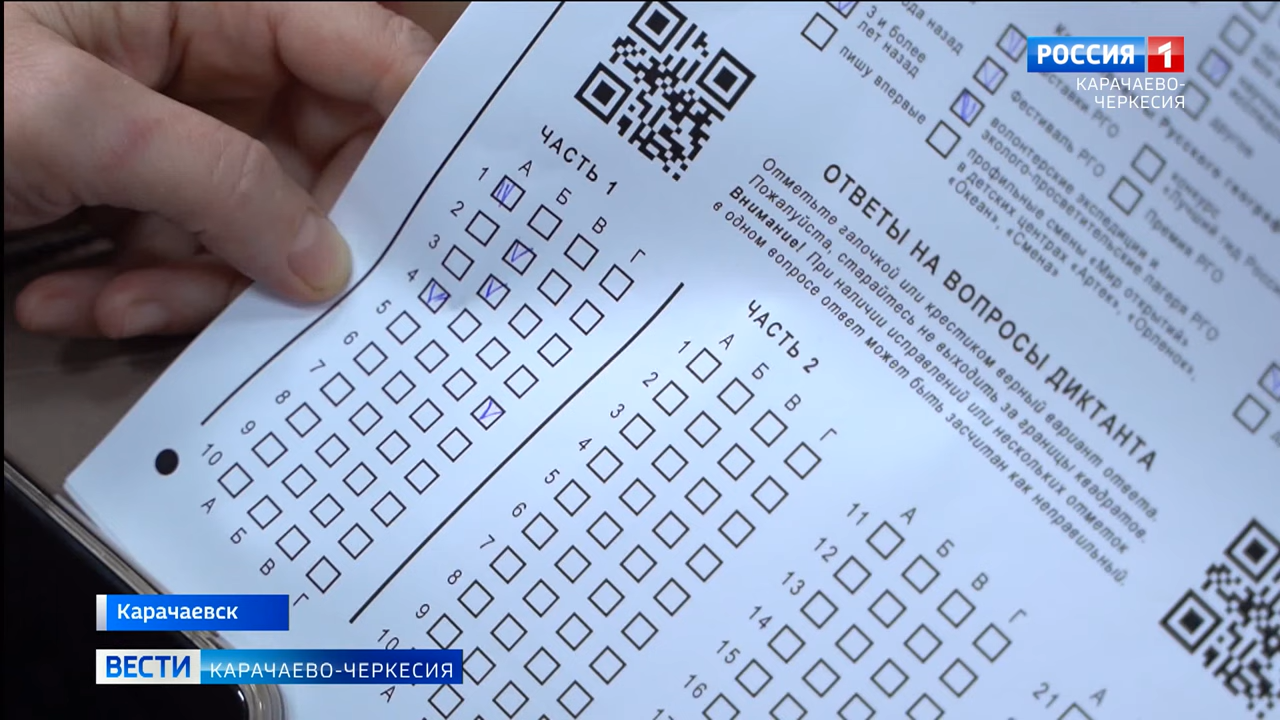 РОССИЯ 1
КАРАЧАЕВО-
ЧЕРКЕСИЯ
3 и более
лет назад
пишу впервые
Фестиваль РГО
волонтерские экспедиции и
эколого-просветительские лагеря РГО
профильные смены «Мир открытий»
в детских центрах «Артек», «Орленок»,
«Океан», «Смена»
конкурс
Премия РГО
другое
ОТВЕТЫ НА ВОПРОСЫ ДИКТАНТА
Отметьте галочкой или крестиком верный вариант ответа.
Пожалуйста, старайтесь не выходить за границы квадратов.
Внимание! При наличии исправлений или нескольких отметок
в одном вопросе ответ может быть засчитан как неправильный.
ЧАСТЬ 1
А Б В Г
1
2
3
4
5
6
7
8
9
10
А Б В Г
ЧАСТЬ 2
А Б В Г
1
2
3
4
5
6
7
8
9
10
А
А Б В Г
11
12
13
14
15
16
А
21
Карачаевск
ВЕСТИ КАРАЧАЕВО-ЧЕРКЕСИЯ